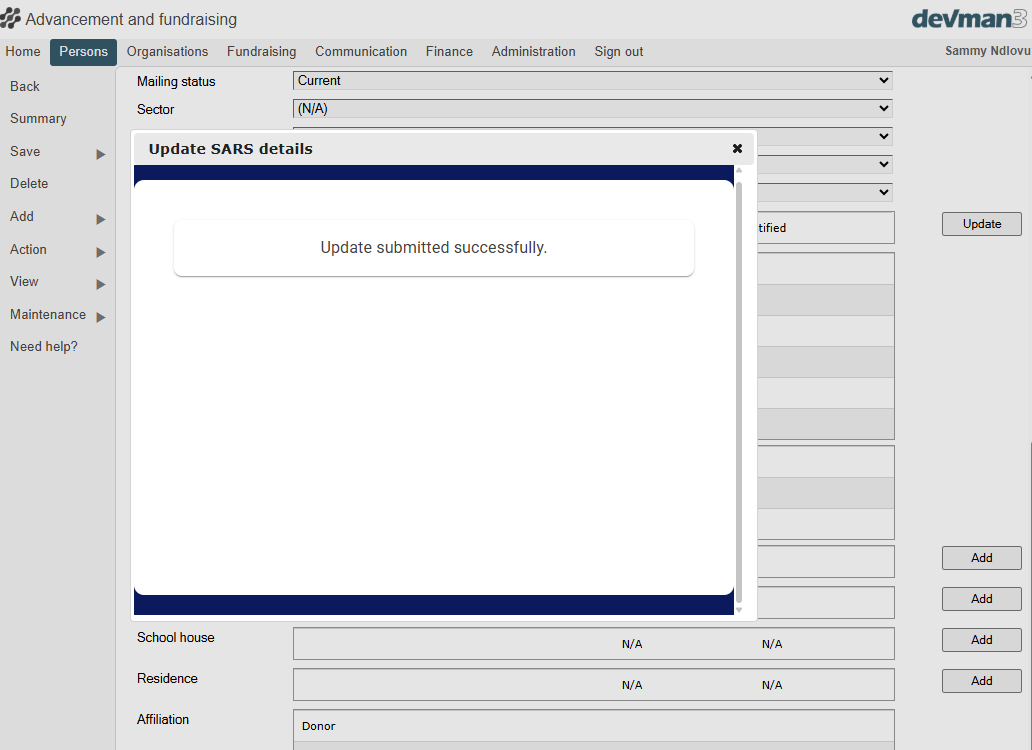 Advancement and fundraising
devman3
Home Persons Organisations Fundraising Communication Finance Administration Sign out Sammy Ndlovu
Back
Summary
Save
Delete
Add
Action
View
Maintenance
Need help?
Mailing status Current
Sector (N/A)
Update SARS details
Update submitted successfully.
tified
Update
Add
Add
School house N/A N/A Add
Residence N/A N/A Add
Affiliation
Donor